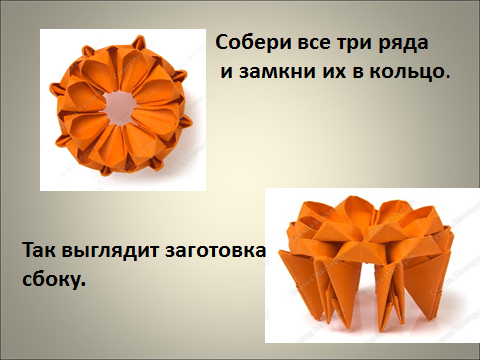 Собери все три ряда
и замкни их в кольцо.
Так выглядит заготовка
сбоку.